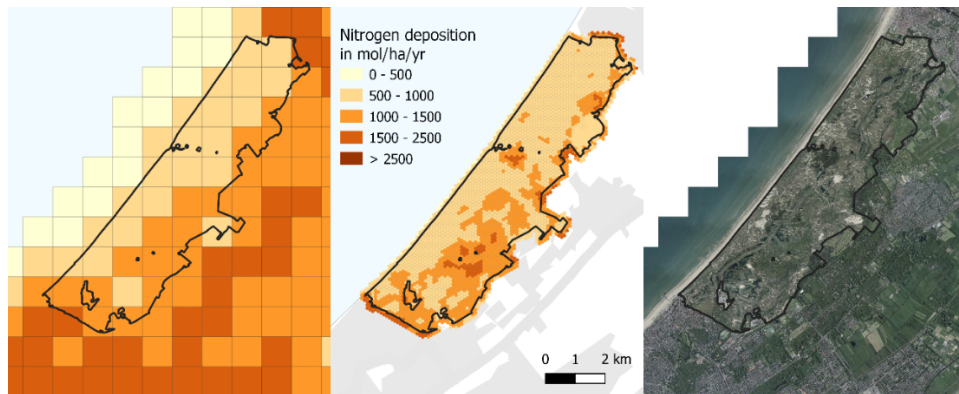 Nitrogen deposition
in mol/ha/yr
0 - 500
500 - 1000
1000 - 1500
1500 - 2500
> 2500
0 1 2 km